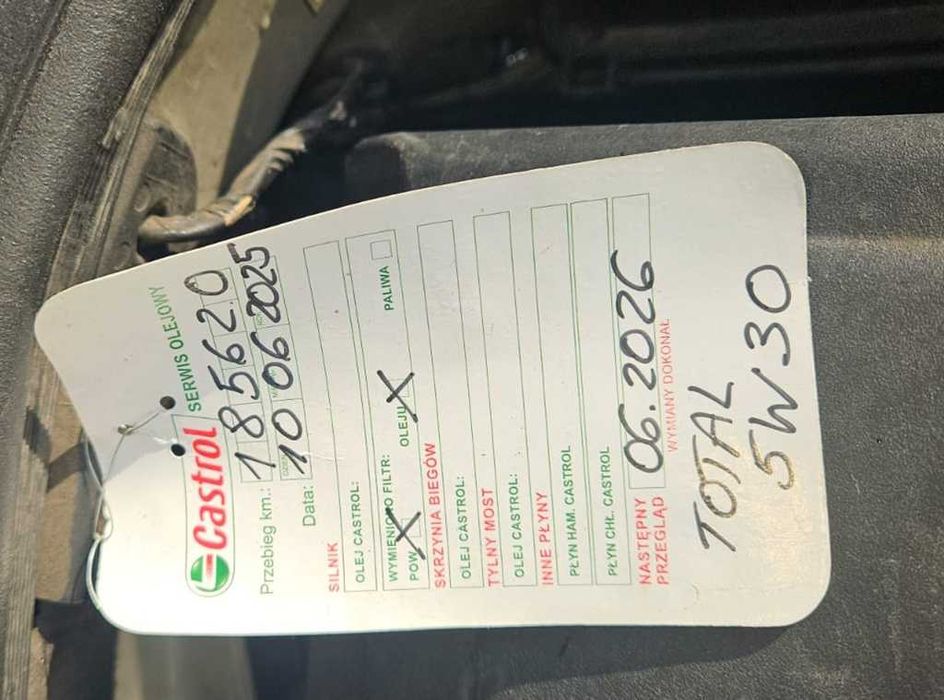 Castrol SERWIS OLEJOWY
Przebieg km.: 185620
Data: 10 06 2025
SILNIK
OLEJ CASTROL:
WYMIENIONO FILTR:
POW X OLEJU X PALIWA
SKRZYNIA BIEGÓW
OLEJ CASTROL:
TYLNY MOST
OLEJ CASTROL:
INNE PŁYNY
PŁYN HAM. CASTROL
PŁYN CHŁ. CASTROL
NASTĘPNY
PRZEGLĄD 06.2026
WYMIANY DOKONAŁ
TOTAL
5W30